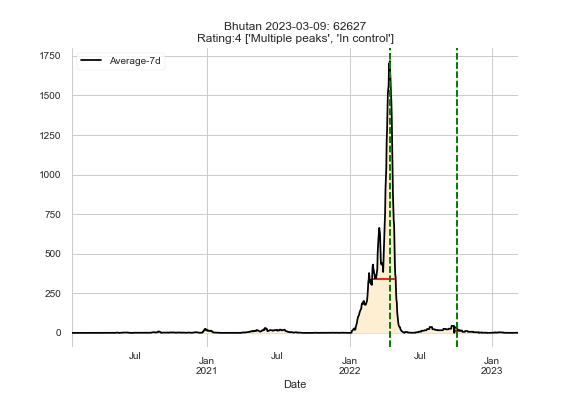 Bhutan 2023-03-09: 62627
Rating:4 ['Multiple peaks', 'In control']
1750
Average-7d
1500
1250
1000
750
500
250
0
Jul
Jan
2021
Jul
Jan
2022
Jul
Jan
2023
Date